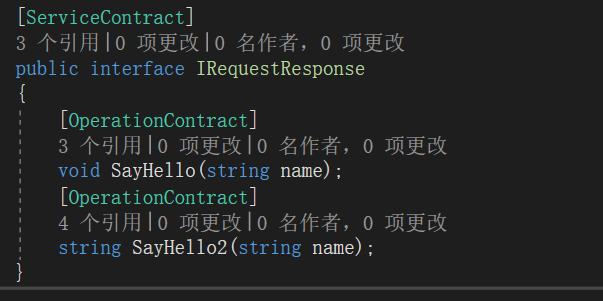 [ServiceContract]
3 个引用|0 项更改|0 名作者，0 项更改
public interface IRequestResponse
{
[OperationContract]
3 个引用|0 项更改|0 名作者，0 项更改
void SayHello(string name);
[OperationContract]
4 个引用|0 项更改|0 名作者，0 项更改
string SayHello2(string name);
}